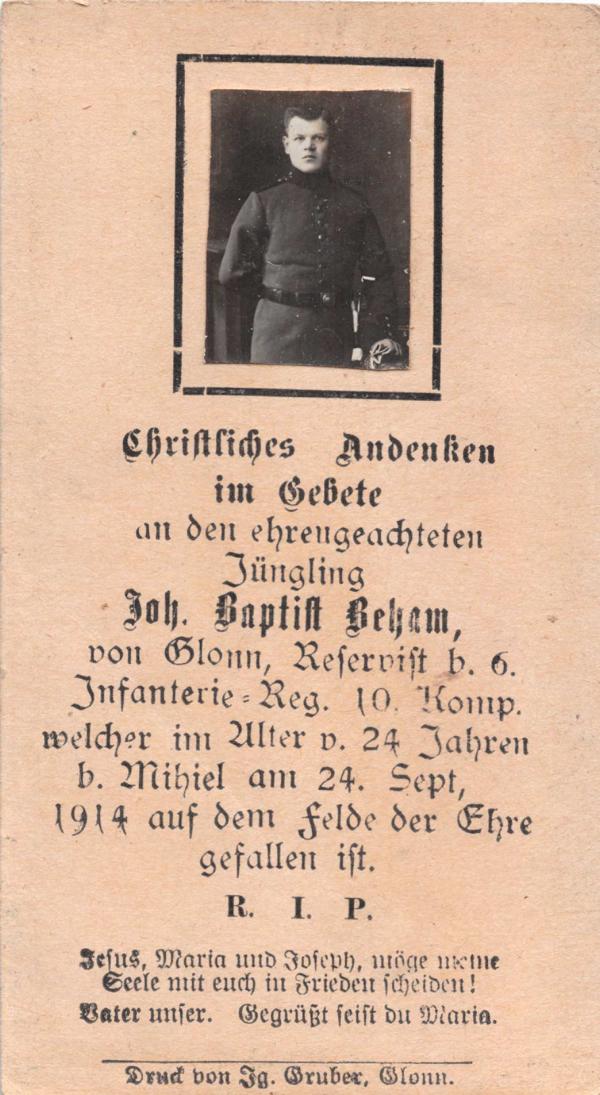 Christliches Andenken
im Gebete
an den ehrengeachteten
Jüngling
Joh. Baptist Beham,
von Glonn, Reservist b. 6.
Infanterie-Reg. 10. Komp.
welcher im Alter v. 24 Jahren
b. Mihiel am 24. Sept,
1914 auf dem Felde der Ehre
gefallen ist.
R. I. P.
Jesus, Maria und Joseph, möge meine
Seele mit euch in Frieden scheiden!
Vater unser. Gegrüßt seist du Maria.
Druck von Ig. Gruber, Glonn.